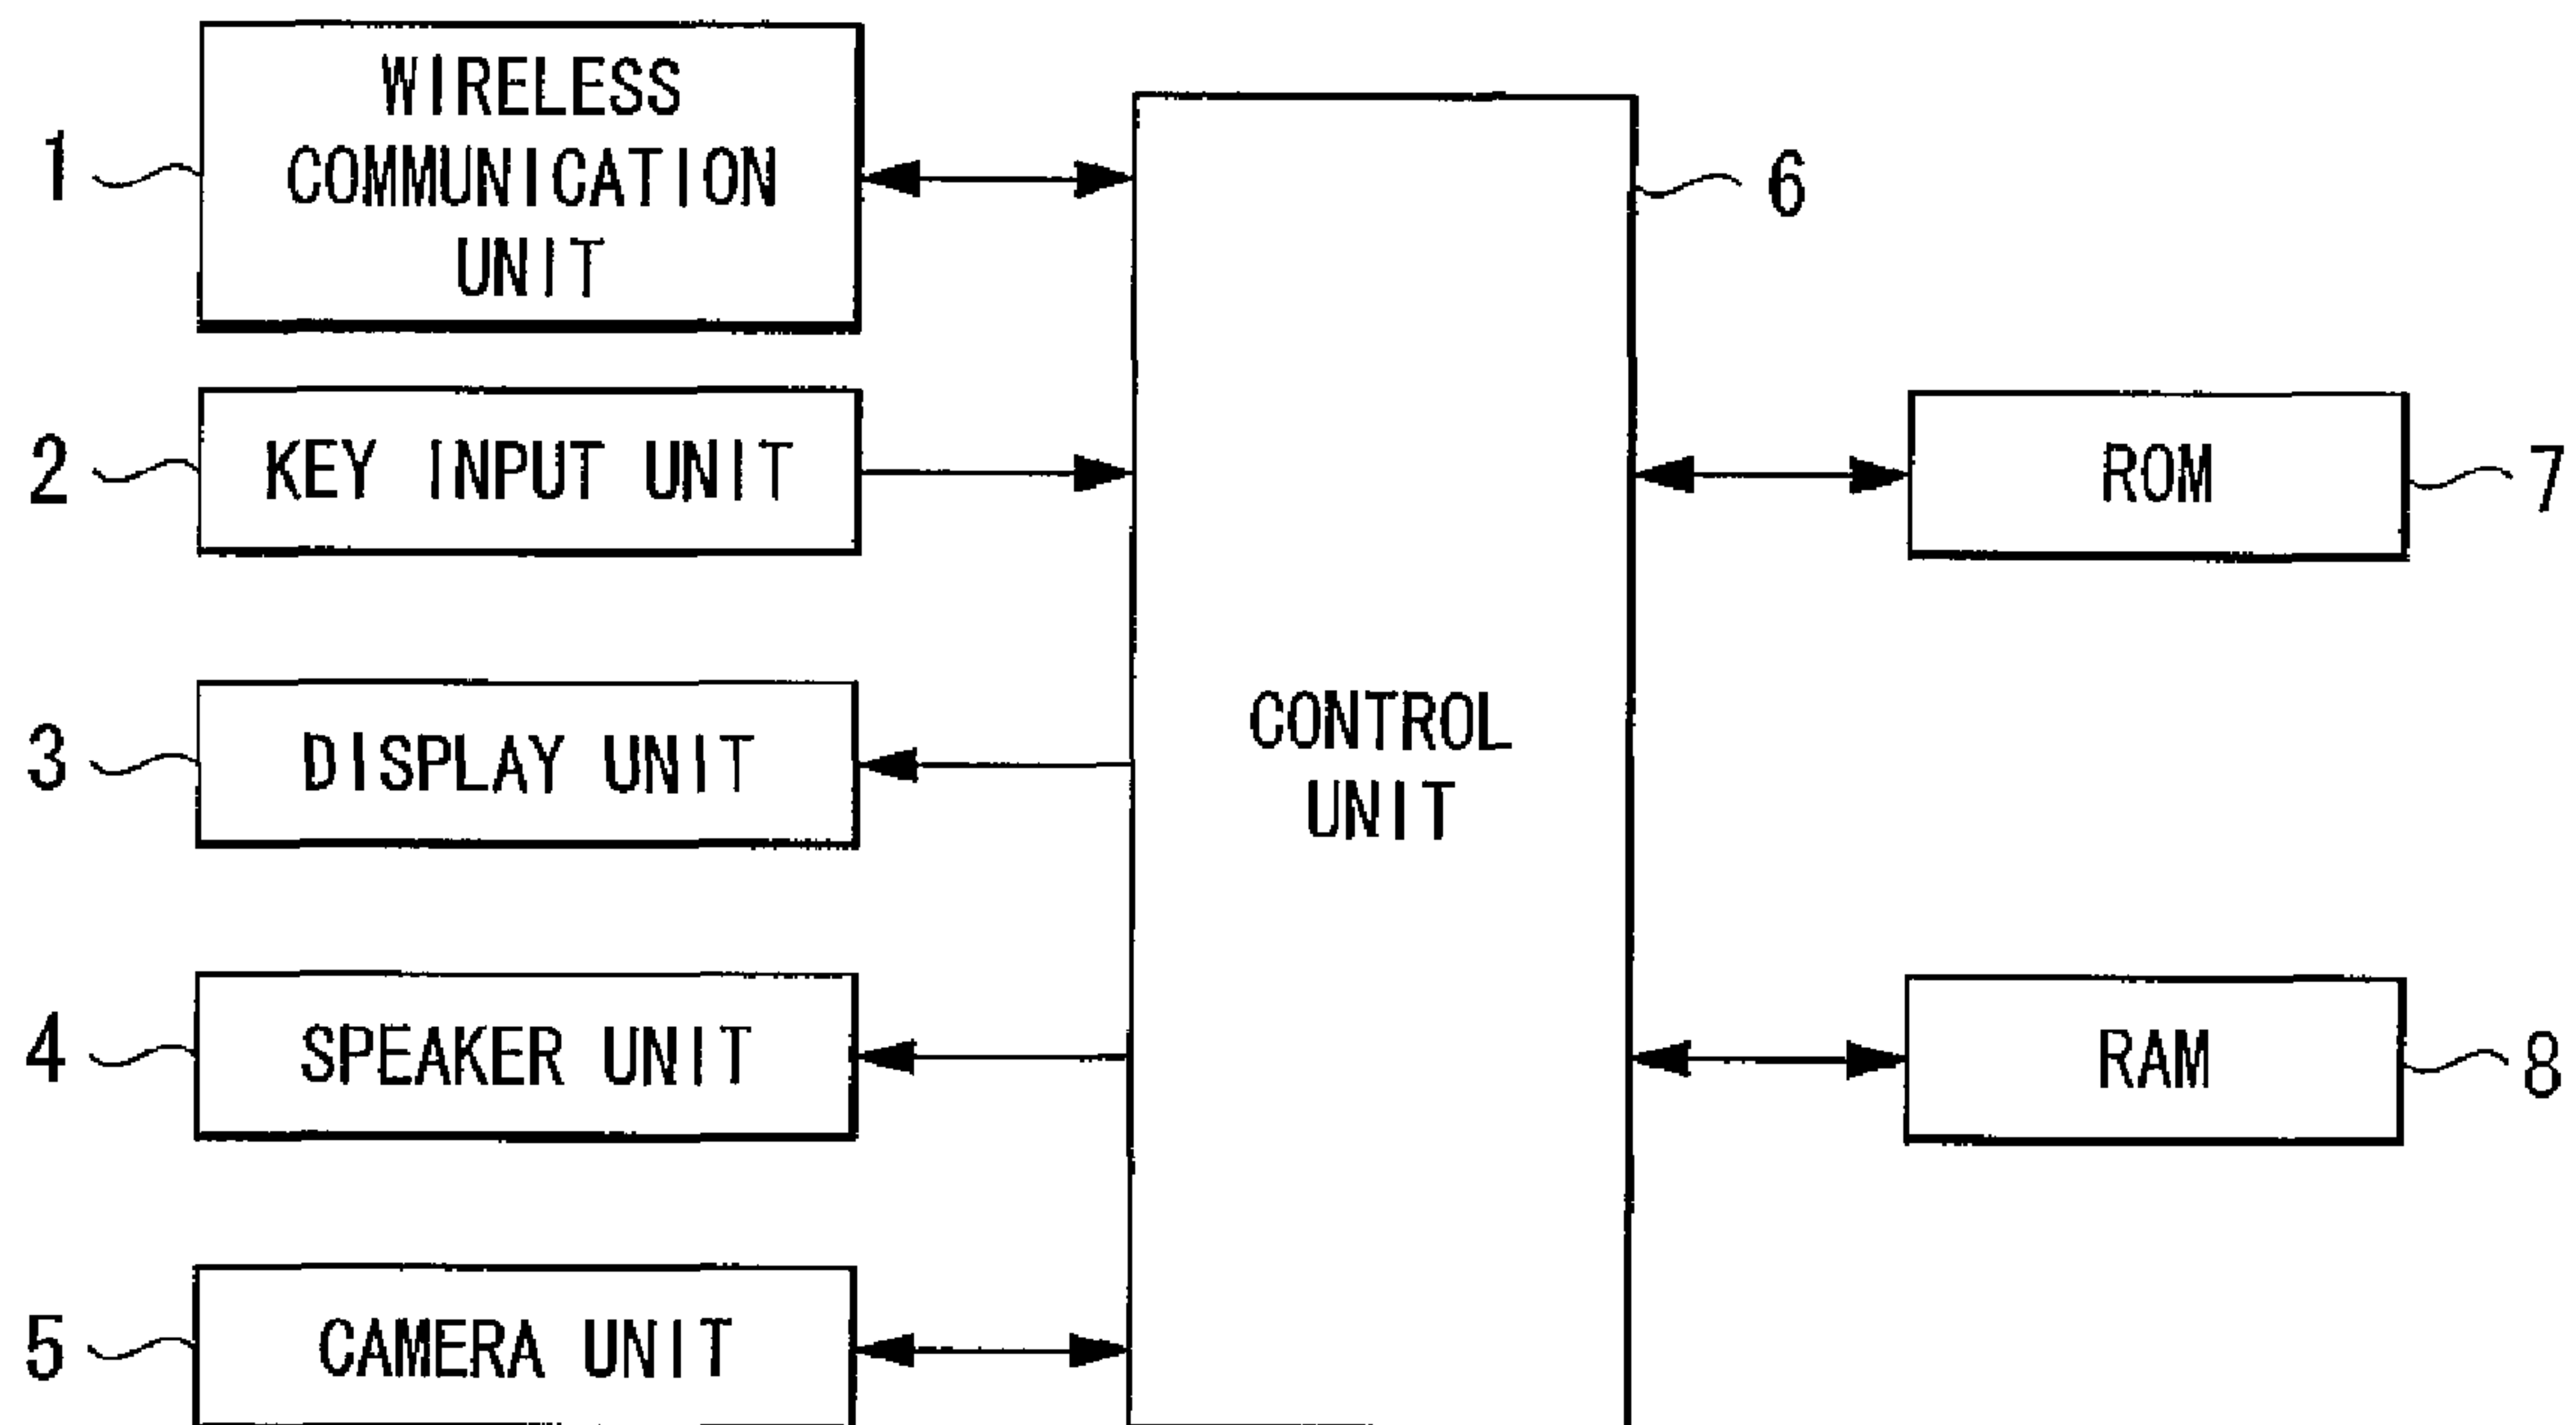 WIRELESS
COMMUNICATION
UNIT
1
6
2
KEY INPUT UNIT
ROM
7
3
DISPLAY UNIT
CONTROL
UNIT
4
SPEAKER UNIT
RAM
8
5
CAMERA UNIT